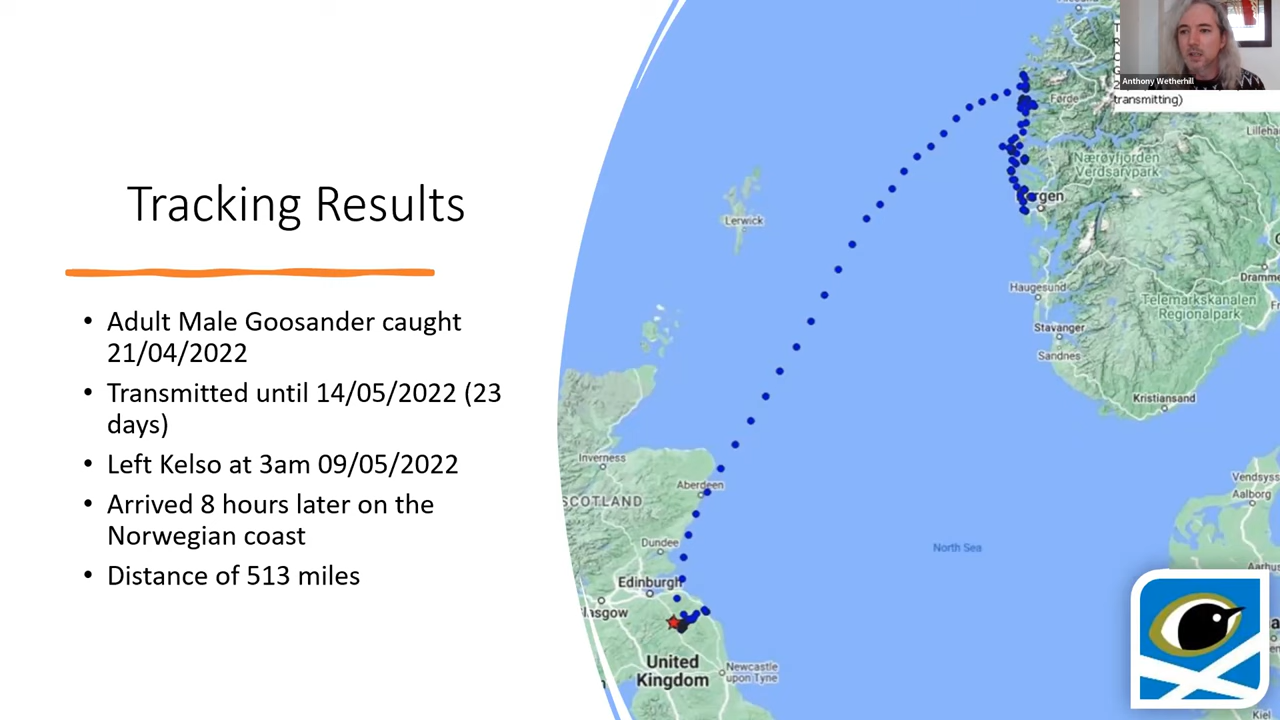 Tracking Results
• Adult Male Goosander caught
21/04/2022
• Transmitted until 14/05/2022 (23
days)
• Left Kelso at 3am 09/05/2022
• Arrived 8 hours later on the
Norwegian coast
• Distance of 513 miles
Anthony Wetherhill
transmitting)
Førde
Lilleha
Nærøyfjorden
Verdsarvpark
rgen
Lerwick
Haugesund
Dramme
Telemarkskanalen
Regionalpark
Stavanger
Sandnes
Kristiansand
Inverness
Aberdeen
SCOTLAND
Vendsyss
Aalborg
Dundee
North Sea
Edinburgh
Aarhus
lasgow
United
Kingdom
Newcastle
upon Tyne
Kiel